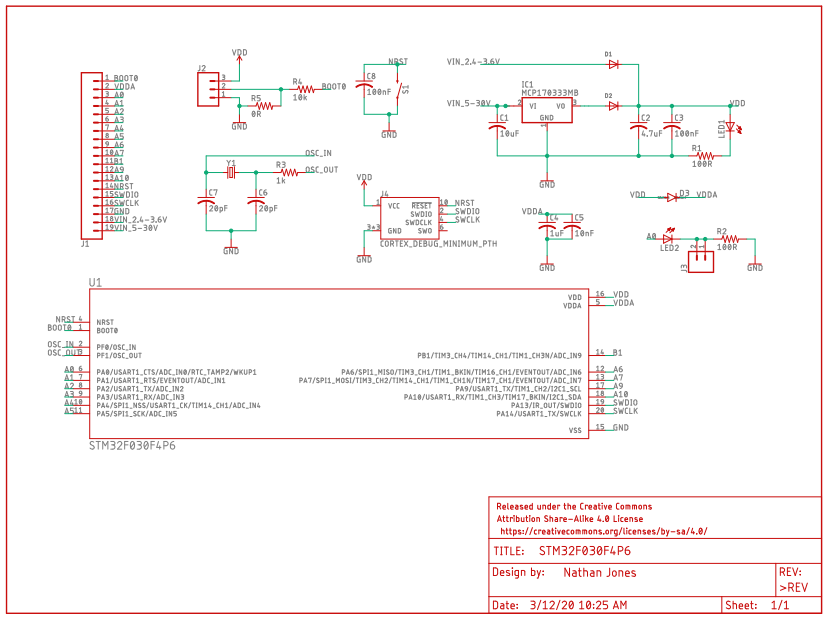 J1
1 BOOT0
2 VDDA
3 A0
4 A1
5 A2
6 A3
7 A4
8 A5
9 A6
10 A7
11 B1
12 A9
13 A10
14 NRST
15 SWDIO
16 SWCLK
17 GND
18 VIN_2.4-3.6V
19 VIN_5-30V
J2
VDD
3
2
1
R4
10k
BOOT0
R5
0R
GND
NRST
C8
100nF
S1
GND
VIN_2.4-3.6V
D1
IC1
MCP170333MB
VIN_5-30V
2
VI
VO
3
GND
1
D2
VDD
C1
10uF
C2
4.7uF
C3
100nF
LED1
R1
100R
GND
OSC_IN
Y1
R3
1k
OSC_OUT
C7
20pF
C6
20pF
GND
VDD
J4
1
VCC
RESET
10
NRST
SWDIO
2
SWDIO
SWDCLK
4
SWCLK
3*3
GND
SWO
6
CORTEX_DEBUG_MINIMUM_PTH
GND
VDDA
C4
1uF
C5
10nF
GND
VDD
D3
VDDA
A0
LED2
2
1
J3
R2
100R
GND
U1
NRST 4 NRST
BOOT0 1 BOOT0
OSC_IN 2 PF0/OSC_IN
OSC_OUT 3 PF1/OSC_OUT
A0 6 PA0/USART1_CTS/ADC_IN0/RTC_TAMP2/WKUP1
A1 7 PA1/USART1_RTS/EVENTOUT/ADC_IN1
A2 8 PA2/USART1_TX/ADC_IN2
A3 9 PA3/USART1_RX/ADC_IN3
A4 10 PA4/SPI1_NSS/USART1_CK/TIM14_CH1/ADC_IN4
A5 11 PA5/SPI1_SCK/ADC_IN5
VDD 16 VDD
VDDA 5 VDDA
PB1/TIM3_CH4/TIM14_CH1/TIM1_CH3N/ADC_IN9 14 B1
PA6/SPI1_MISO/TIM3_CH1/TIM1_BKIN/TIM16_CH1/EVENTOUT/ADC_IN6 12 A6
PA7/SPI1_MOSI/TIM3_CH2/TIM14_CH1/TIM1_CH1N/TIM17_CH1/EVENTOUT/ADC_IN7 13 A7
PA9/USART1_TX/TIM1_CH2/I2C1_SCL 17 A9
PA10/USART1_RX/TIM1_CH3/TIM17_BKIN/I2C1_SDA 18 A10
PA13/IR_OUT/SWDIO 19 SWDIO
PA14/USART1_TX/SWCLK 20 SWCLK
VSS 15 GND
STM32F030F4P6
Released under the Creative Commons
Attribution Share-Alike 4.0 License
https://creativecommons.org/licenses/by-sa/4.0/
TITLE: STM32F030F4P6
Design by: Nathan Jones
REV:
>REV
Date: 3/12/20 10:25 AM
Sheet: 1/1